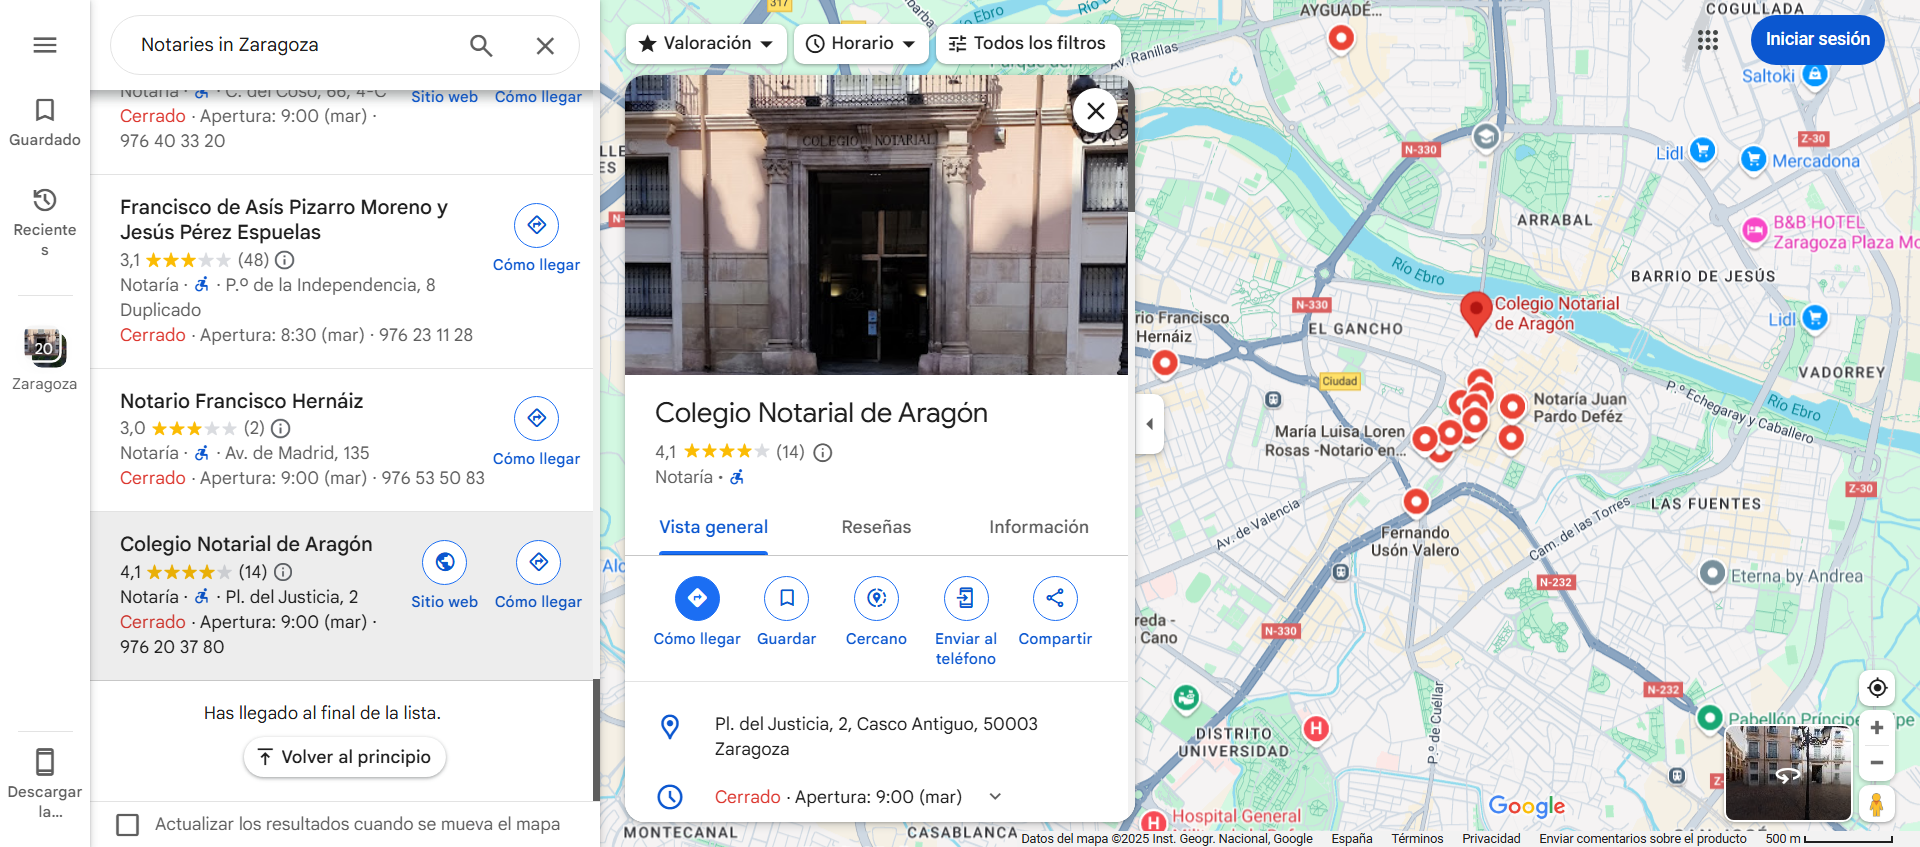 Notaries in Zaragoza
Guardado
Reciente
s
20
Zaragoza
Descargar
la...
Notaría · · C. del Coso, 66, 4-C
Sitio web
Cómo llegar
Cerrado · Apertura: 9:00 (mar) ·
976 40 33 20
Francisco de Asís Pizarro Moreno y
Jesús Pérez Espuelas
3,1 (48)
Cómo llegar
Notaría · · P.º de la Independencia, 8
Duplicado
Cerrado · Apertura: 8:30 (mar) · 976 23 11 28
Notario Francisco Hernáiz
3,0 (2)
Notaría · · Av. de Madrid, 135
Cómo llegar
Cerrado · Apertura: 9:00 (mar) · 976 53 50 83
Colegio Notarial de Aragón
4,1 (14)
Notaría · · Pl. del Justicia, 2
Sitio web
Cómo llegar
Cerrado · Apertura: 9:00 (mar) ·
976 20 37 80
Has llegado al final de la lista.
Volver al principio
Actualizar los resultados cuando se mueva el mapa
Valoración
Horario
Todos los filtros
COLEGIO NOTARIAL
Colegio Notarial de Aragón
4,1 (14)
Notaría ·
Vista general
Reseñas
Información
Cómo llegar
Guardar
Cercano
Enviar al
teléfono
Compartir
Pl. del Justicia, 2, Casco Antiguo, 50003
Zaragoza
Cerrado · Apertura: 9:00 (mar)
Iniciar sesión
317
Río Ebro
AYGUADÉ...
Av. Ranillas
COGULLADA
Saltoki
Z-30
Lidl
Mercadona
N-330
ARRABAL
B&B HOTEL
Zaragoza Plaza Mo
Río Ebro
BARRIO DE JESÚS
N-330
Colegio Notarial
de Aragón
EL GANCHO
Lidl
rio Francisco
Hernáiz
Ciudad
VADORREY
P.º Echegaray y Caballero
Río Ebro
Notaría Juan
Pardo Deféz
María Luisa Loren
Rosas -Notario en...
Z-30
LAS FUENTES
Av. de Valencia
Fernando
Usón Valero
Cam. de las Torres
N-232
Eterna by Andrea
reda -
Cano
N-330
N-232
P.º de Cuéllar
Pabellón Príncipe
DISTRITO
UNIVERSIDAD
Google
Hospital General
MONTECANAL
CASABLANCA
Datos del mapa ©2025 Inst. Geogr. Nacional, Google
España
Términos
Privacidad
Enviar comentarios sobre el producto
500 m